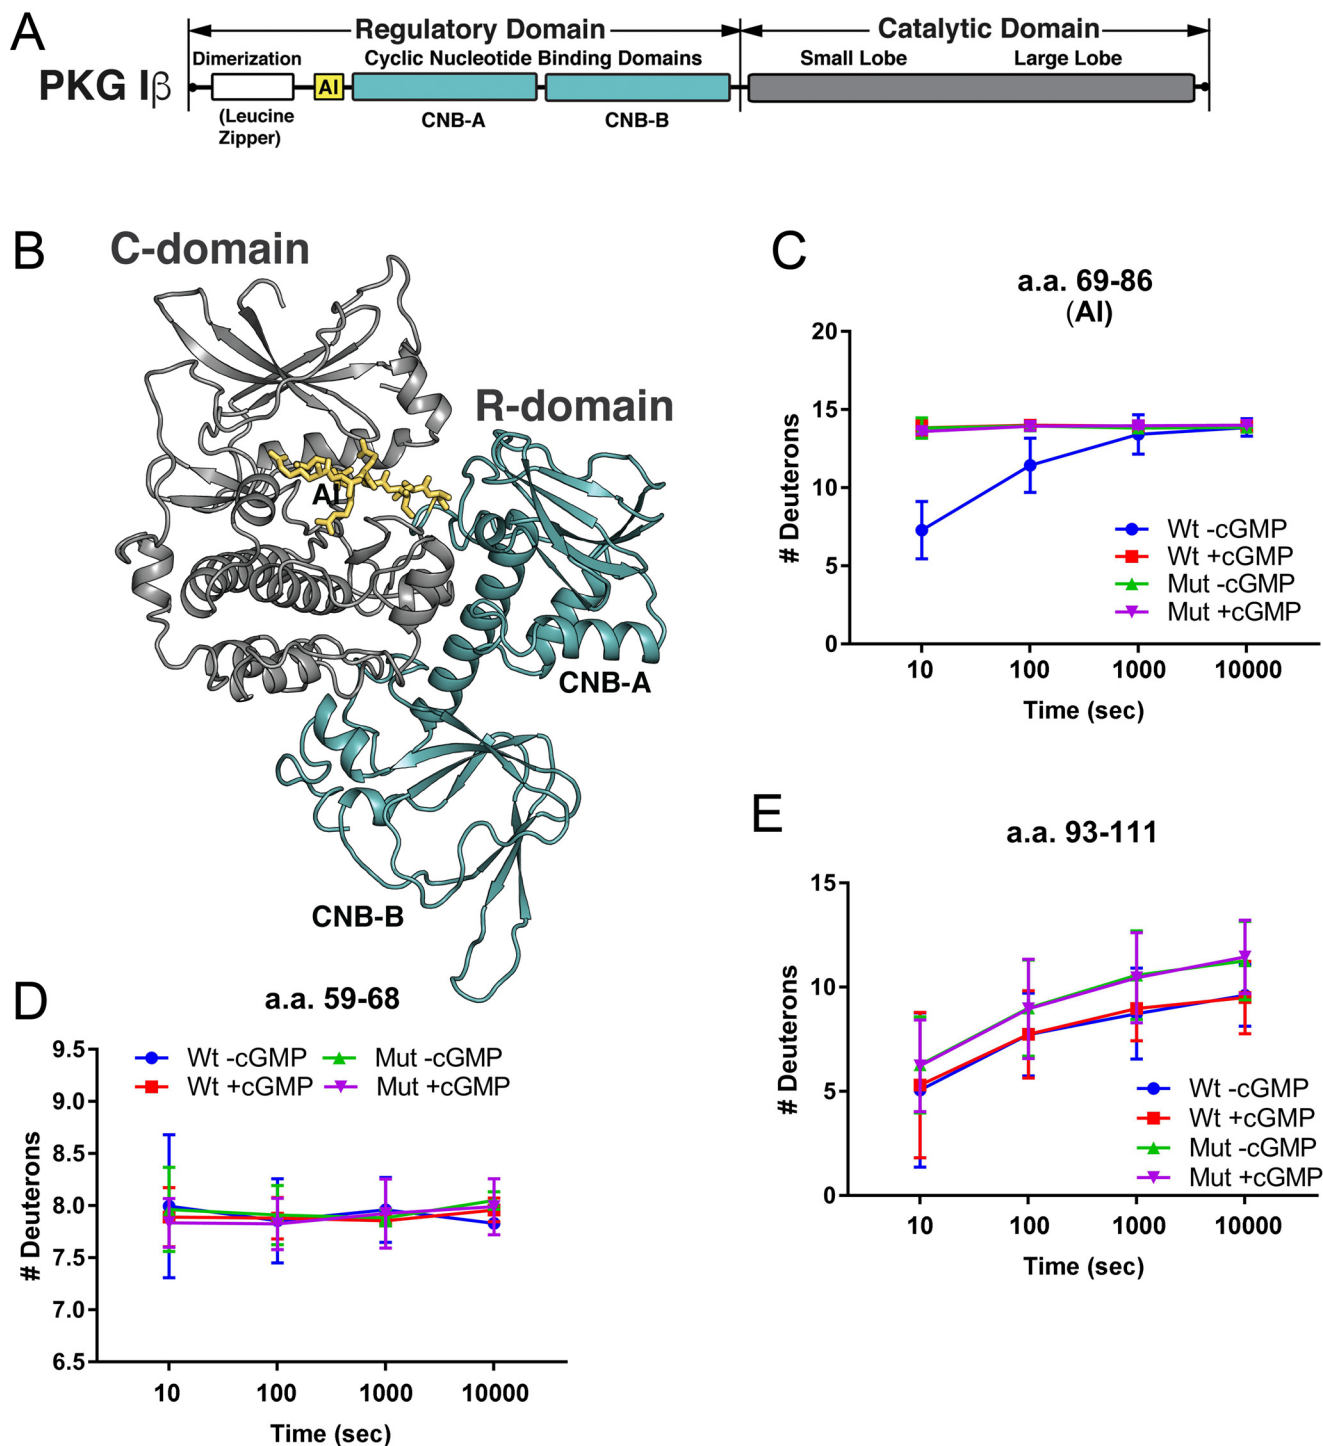 A
Regulatory Domain
Catalytic Domain
Dimerization
Cyclic Nucleotide Binding Domains
Small Lobe
Large Lobe
PKG Iβ
AI
(Leucine
Zipper)
CNB-A
CNB-B
B
C-domain
R-domain
AI
CNB-A
CNB-B
C
a.a. 69-86
(AI)
# Deuterons
20
15
10
5
0
Wt -cGMP
Wt +cGMP
Mut -cGMP
Mut +cGMP
10 100 1000 10000
Time (sec)
D
a.a. 59-68
# Deuterons
9.5
9.0
8.5
8.0
7.5
7.0
6.5
Wt -cGMP Mut -cGMP
Wt +cGMP Mut +cGMP
10 100 1000 10000
Time (sec)
E
a.a. 93-111
# Deuterons
15
10
5
0
Wt -cGMP
Wt +cGMP
Mut -cGMP
Mut +cGMP
10 100 1000 10000
Time (sec)